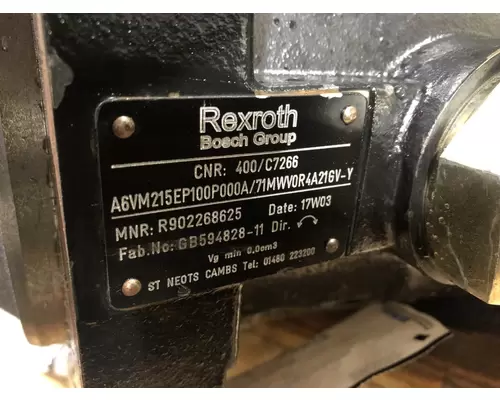 Rexroth
Bosch Group
CNR: 400/C7266
A6VM215EP100P000A/71MWV0R4A21GV-Y
MNR: R902268625 Date: 17W03
Fab.No: GB594828-11 Dir.
Vg min 0,0cm3
ST NEOTS CAMBS Tel: 01480 223200